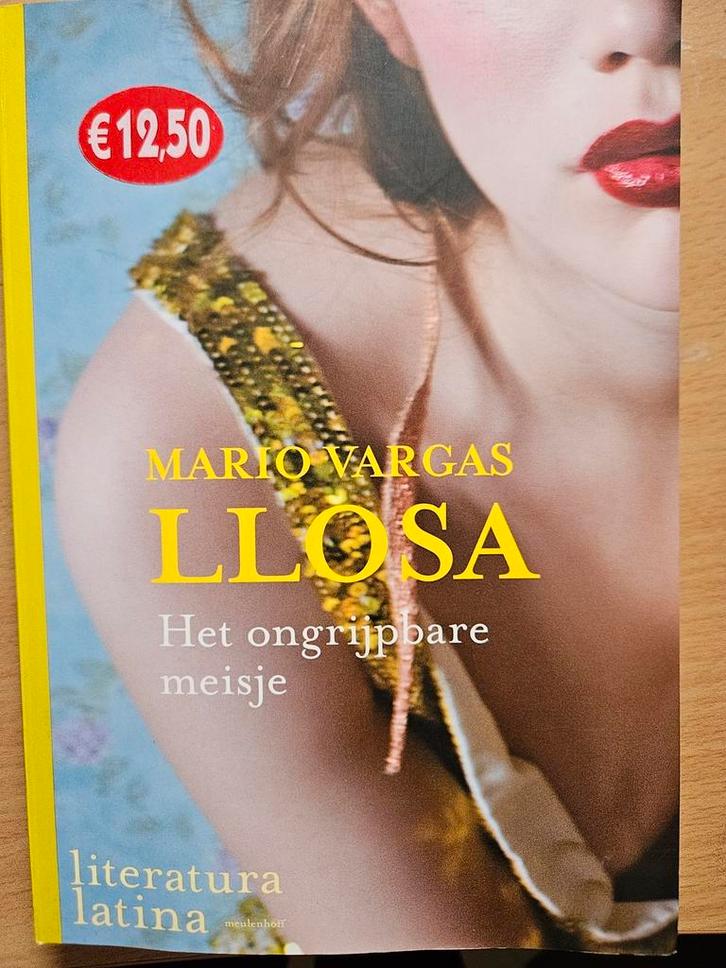 € 12,50
MARIO VARGAS
LLOSA
Het ongrijpbare
meisje
literatura
latina
meulenhoff